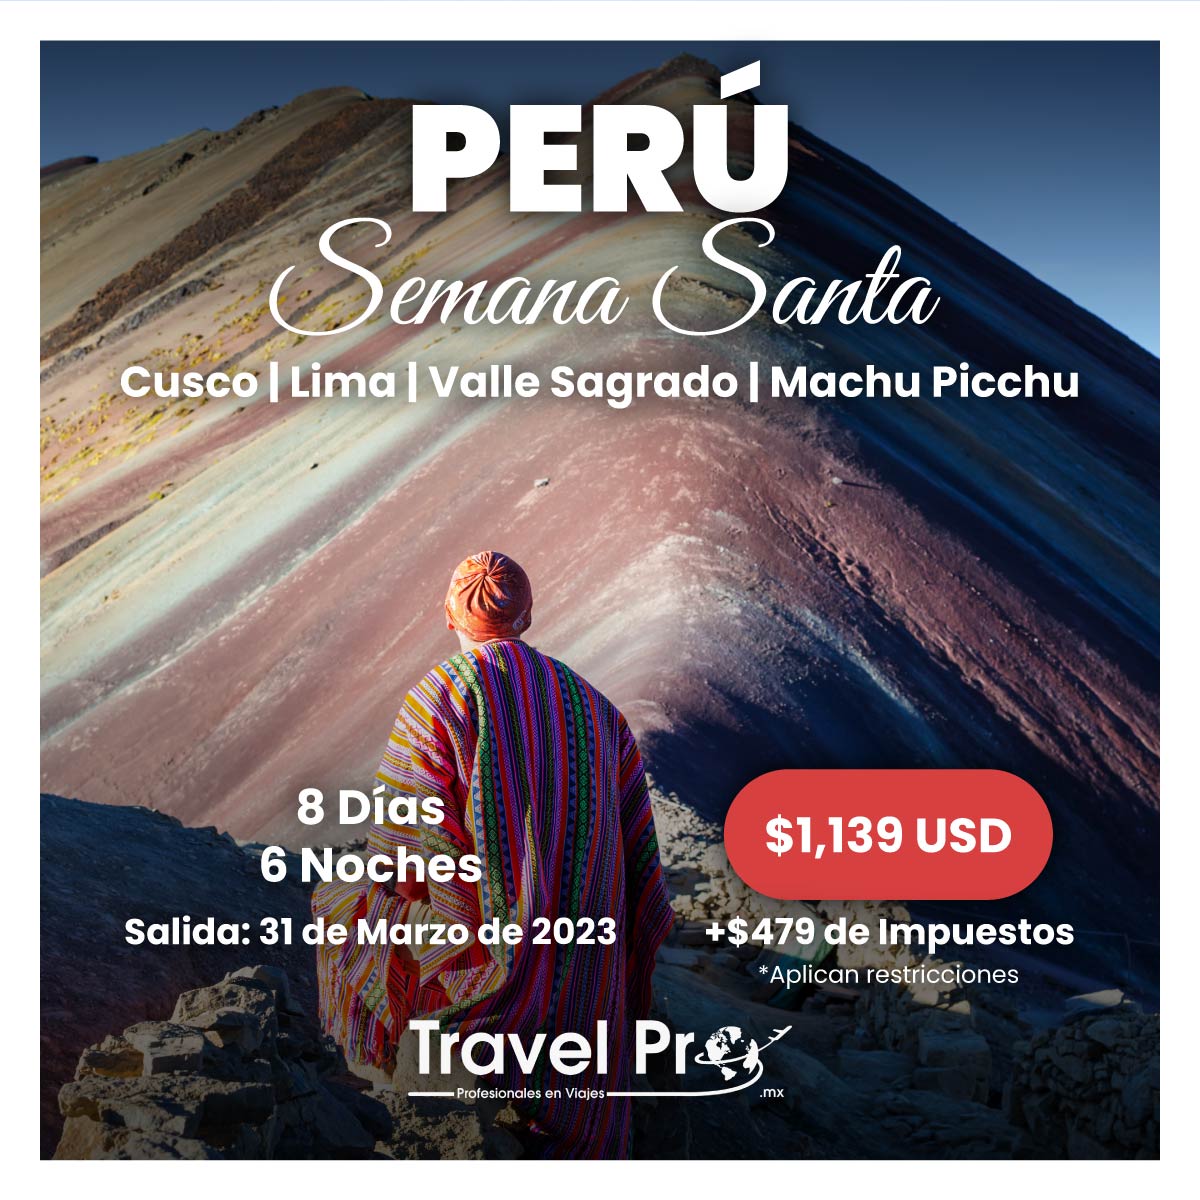 PERÚ
Semana Santa
Cusco | Lima | Valle Sagrado | Machu Picchu
8 Días
6 Noches
Salida: 31 de Marzo de 2023
$1,139 USD
+$479 de Impuestos
*Aplican restricciones
Travel Pro
Profesionales en Viajes
.mx